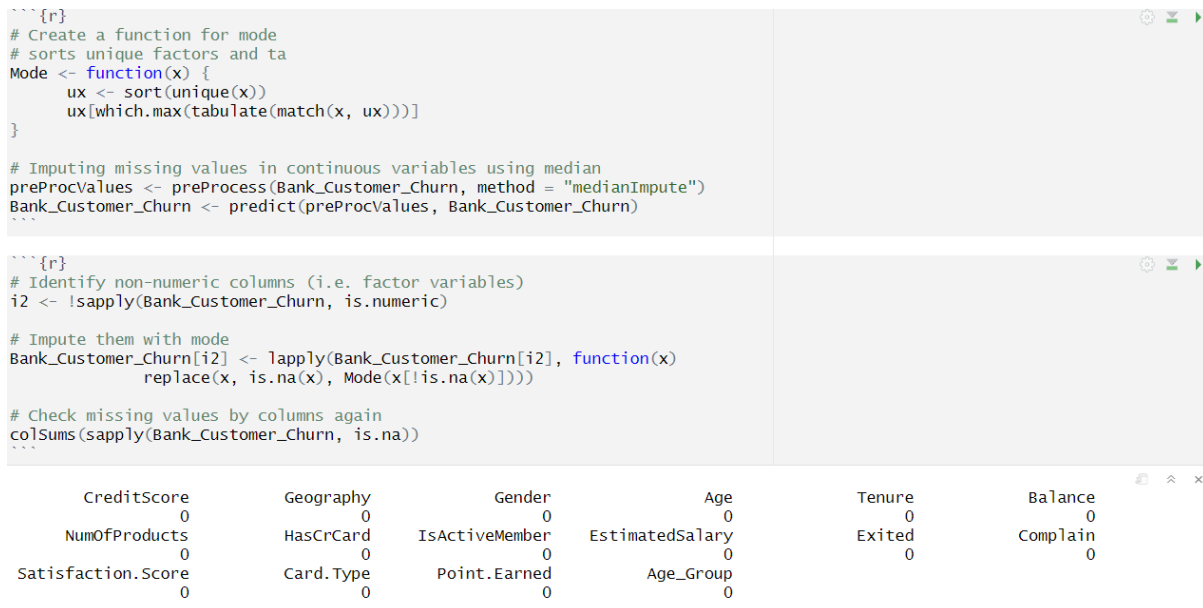 ```{r}
# Create a function for mode
# sorts unique factors and ta
Mode <- function(x) {
      ux <- sort(unique(x))
      ux[which.max(tabulate(match(x, ux)))]
}
# Imputing missing values in continuous variables using median
preProcValues <- preProcess(Bank_Customer_Churn, method = "medianImpute")
Bank_Customer_Churn <- predict(preProcValues, Bank_Customer_Churn)
```
```{r}
# Identify non-numeric columns (i.e. factor variables)
i2 <- !sapply(Bank_Customer_Churn, is.numeric)
# Impute them with mode
Bank_Customer_Churn[i2] <- lapply(Bank_Customer_Churn[i2], function(x)
              replace(x, is.na(x), Mode(x[!is.na(x)])))
# Check missing values by columns again
colSums(sapply(Bank_Customer_Churn, is.na))
```
CreditScore Geography Gender Age Tenure Balance
0 0 0 0 0 0
NumOfProducts HasCrCard IsActiveMember EstimatedSalary Exited Complain
0 0 0 0 0 0
Satisfaction.Score Card.Type Point.Earned Age_Group
0 0 0 0